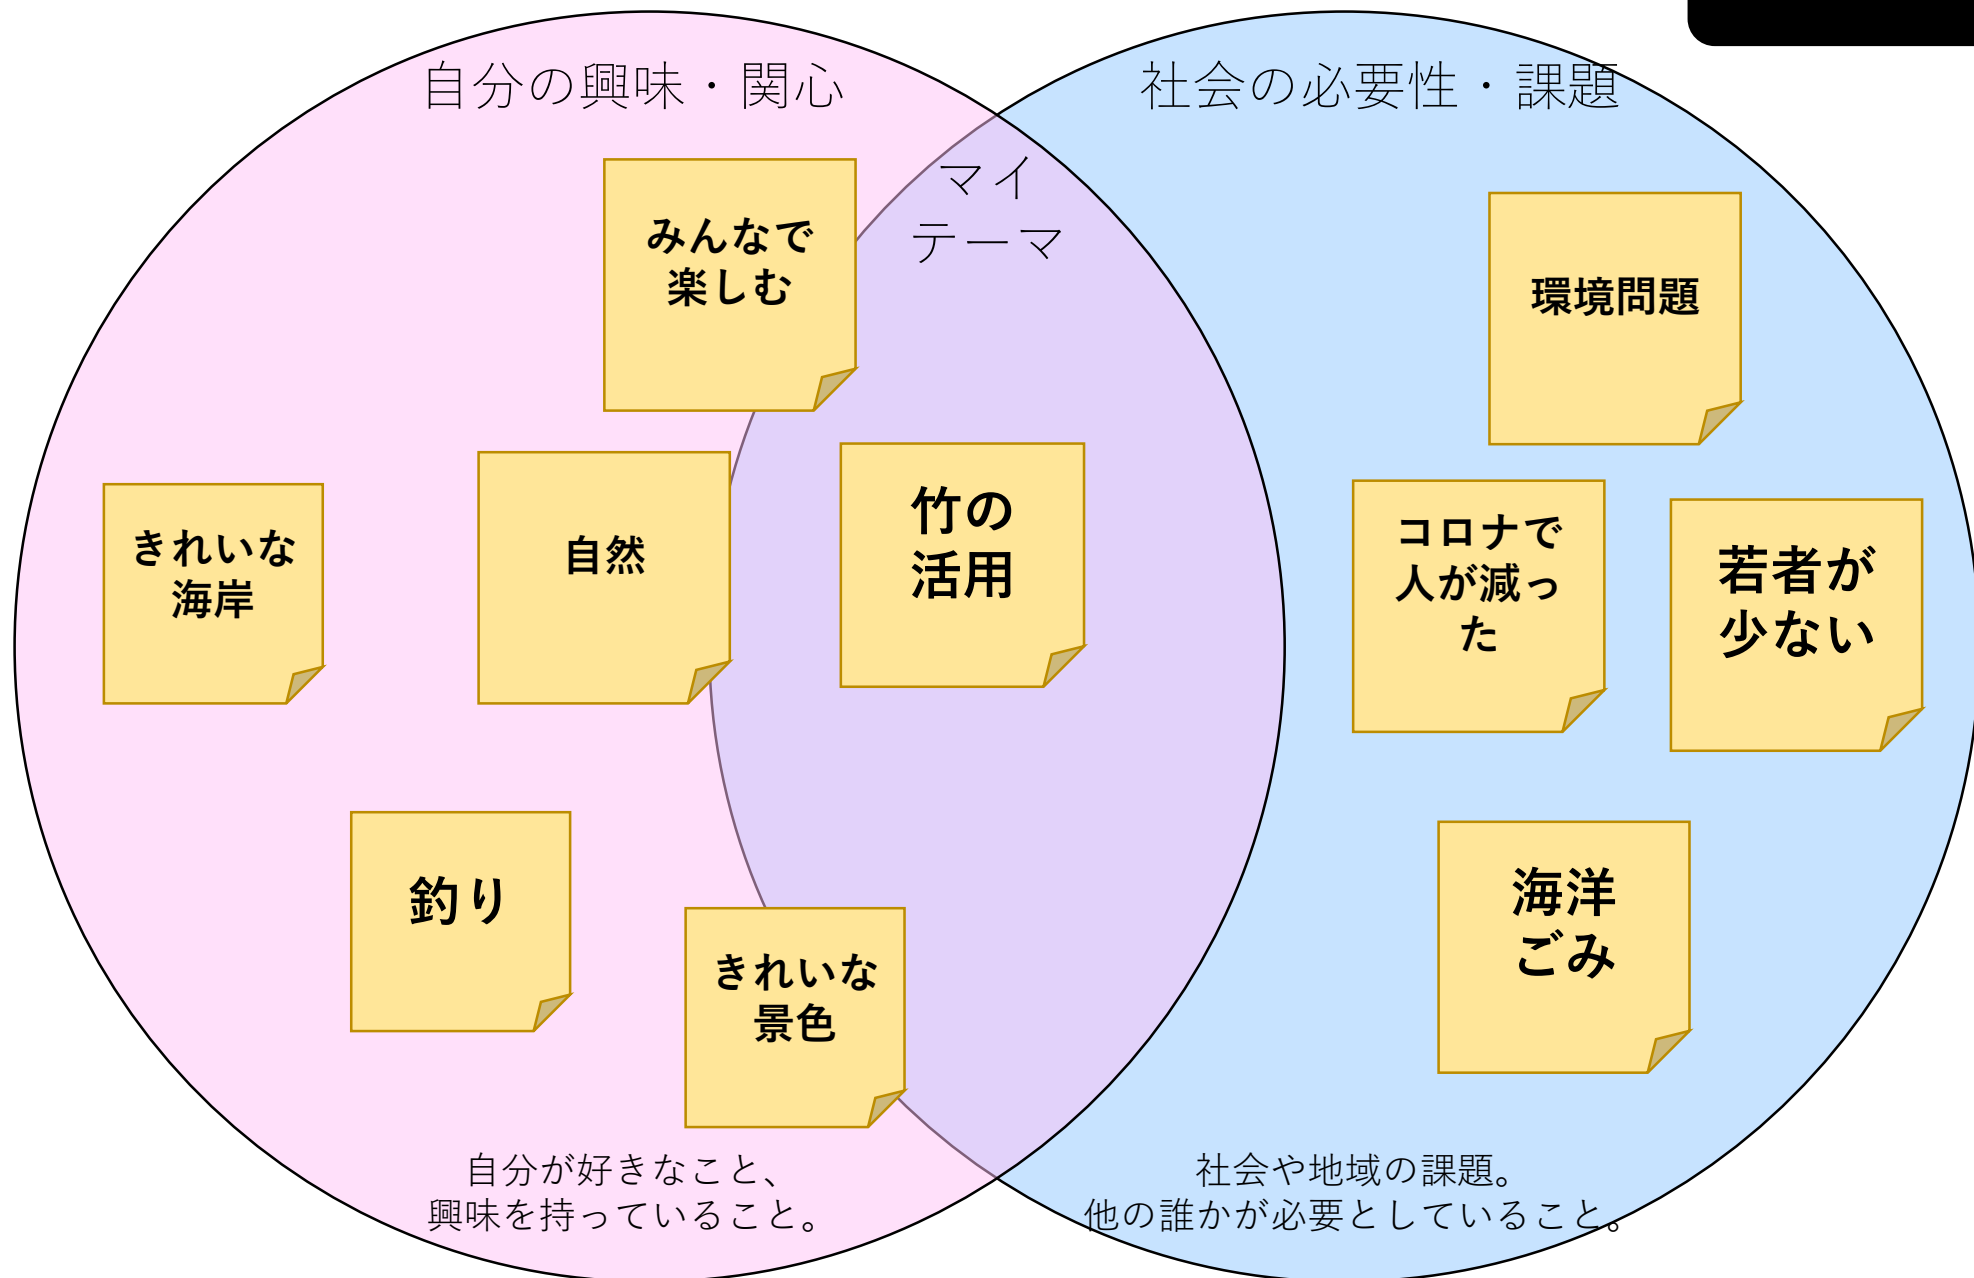 自分の興味・関心
社会の必要性・課題
マイ
テーマ
みんなで
楽しむ
環境問題
きれいな
海岸
自然
竹の
活用
コロナで
人が減っ
た
若者が
少ない
釣り
きれいな
景色
海洋
ごみ
自分が好きなこと、
興味を持っていること。
社会や地域の課題。
他の誰かが必要としていること。